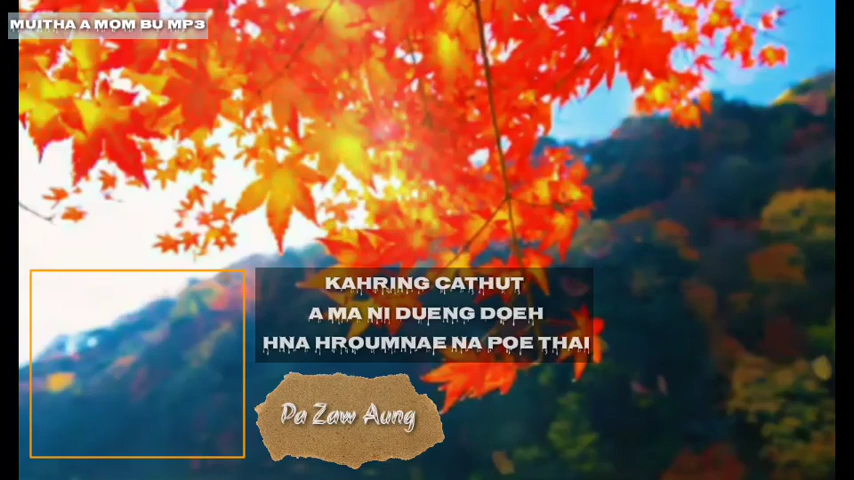 MUITHA A MOM BU MP3
KAHRING CATHUT
A MA NI DUENG DOEH
HNA HROUMNAE NA POE THAI
Pa Zaw Aung